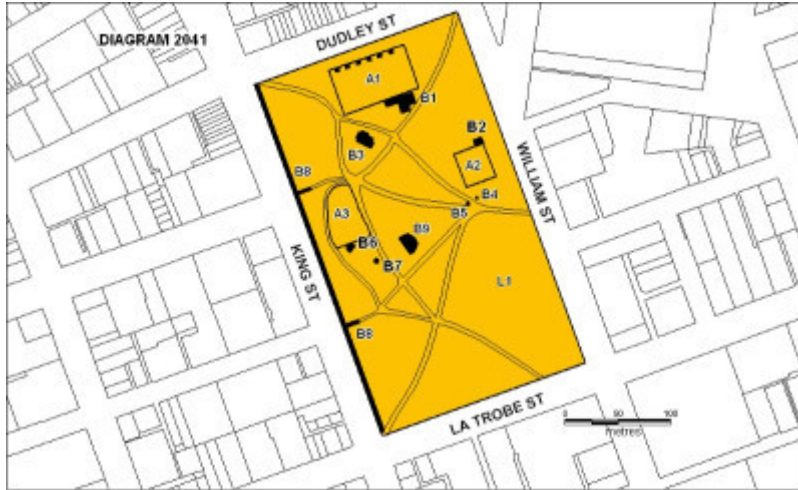 DIAGRAM 2041
DUDLEY ST
A1
B1
B2
B3
A2
WILLIAM ST
B8
B4
A3
B5
B9
B6
KING ST
B7
L1
B8
LA TROBE ST
0 50 100
metres